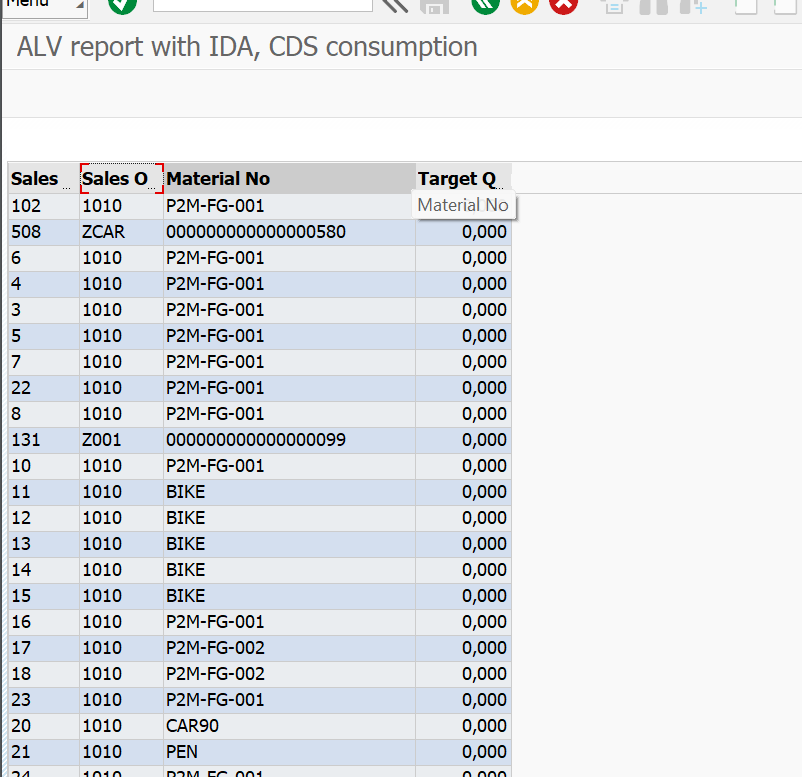 Menu
ALV report with IDA, CDS consumption
Sales ... Sales O... Material No Target Q...
102 1010 P2M-FG-001
Material No
508 ZCAR 000000000000000580 0,000
6 1010 P2M-FG-001 0,000
4 1010 P2M-FG-001 0,000
3 1010 P2M-FG-001 0,000
5 1010 P2M-FG-001 0,000
7 1010 P2M-FG-001 0,000
22 1010 P2M-FG-001 0,000
8 1010 P2M-FG-001 0,000
131 Z001 000000000000000099 0,000
10 1010 P2M-FG-001 0,000
11 1010 BIKE 0,000
12 1010 BIKE 0,000
13 1010 BIKE 0,000
14 1010 BIKE 0,000
15 1010 BIKE 0,000
16 1010 P2M-FG-001 0,000
17 1010 P2M-FG-002 0,000
18 1010 P2M-FG-002 0,000
23 1010 P2M-FG-001 0,000
20 1010 CAR90 0,000
21 1010 PEN 0,000
24 1010 P2M-FG-001 0,000